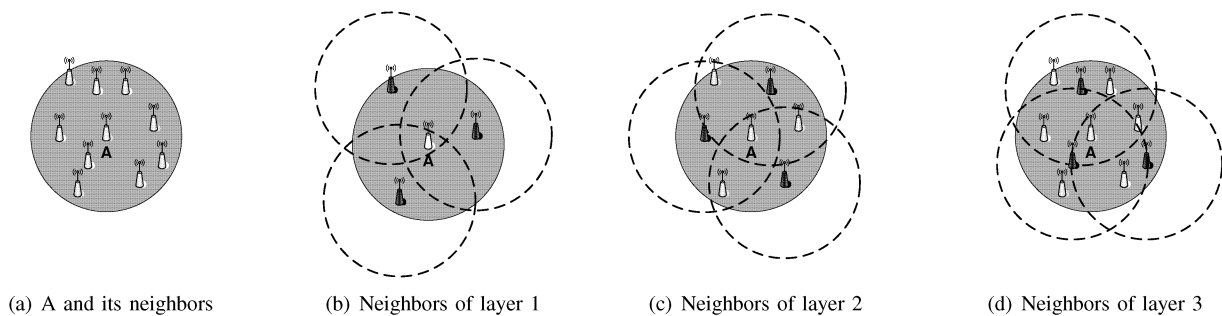 A
A
A
A
(a) A and its neighbors
(b) Neighbors of layer 1
(c) Neighbors of layer 2
(d) Neighbors of layer 3